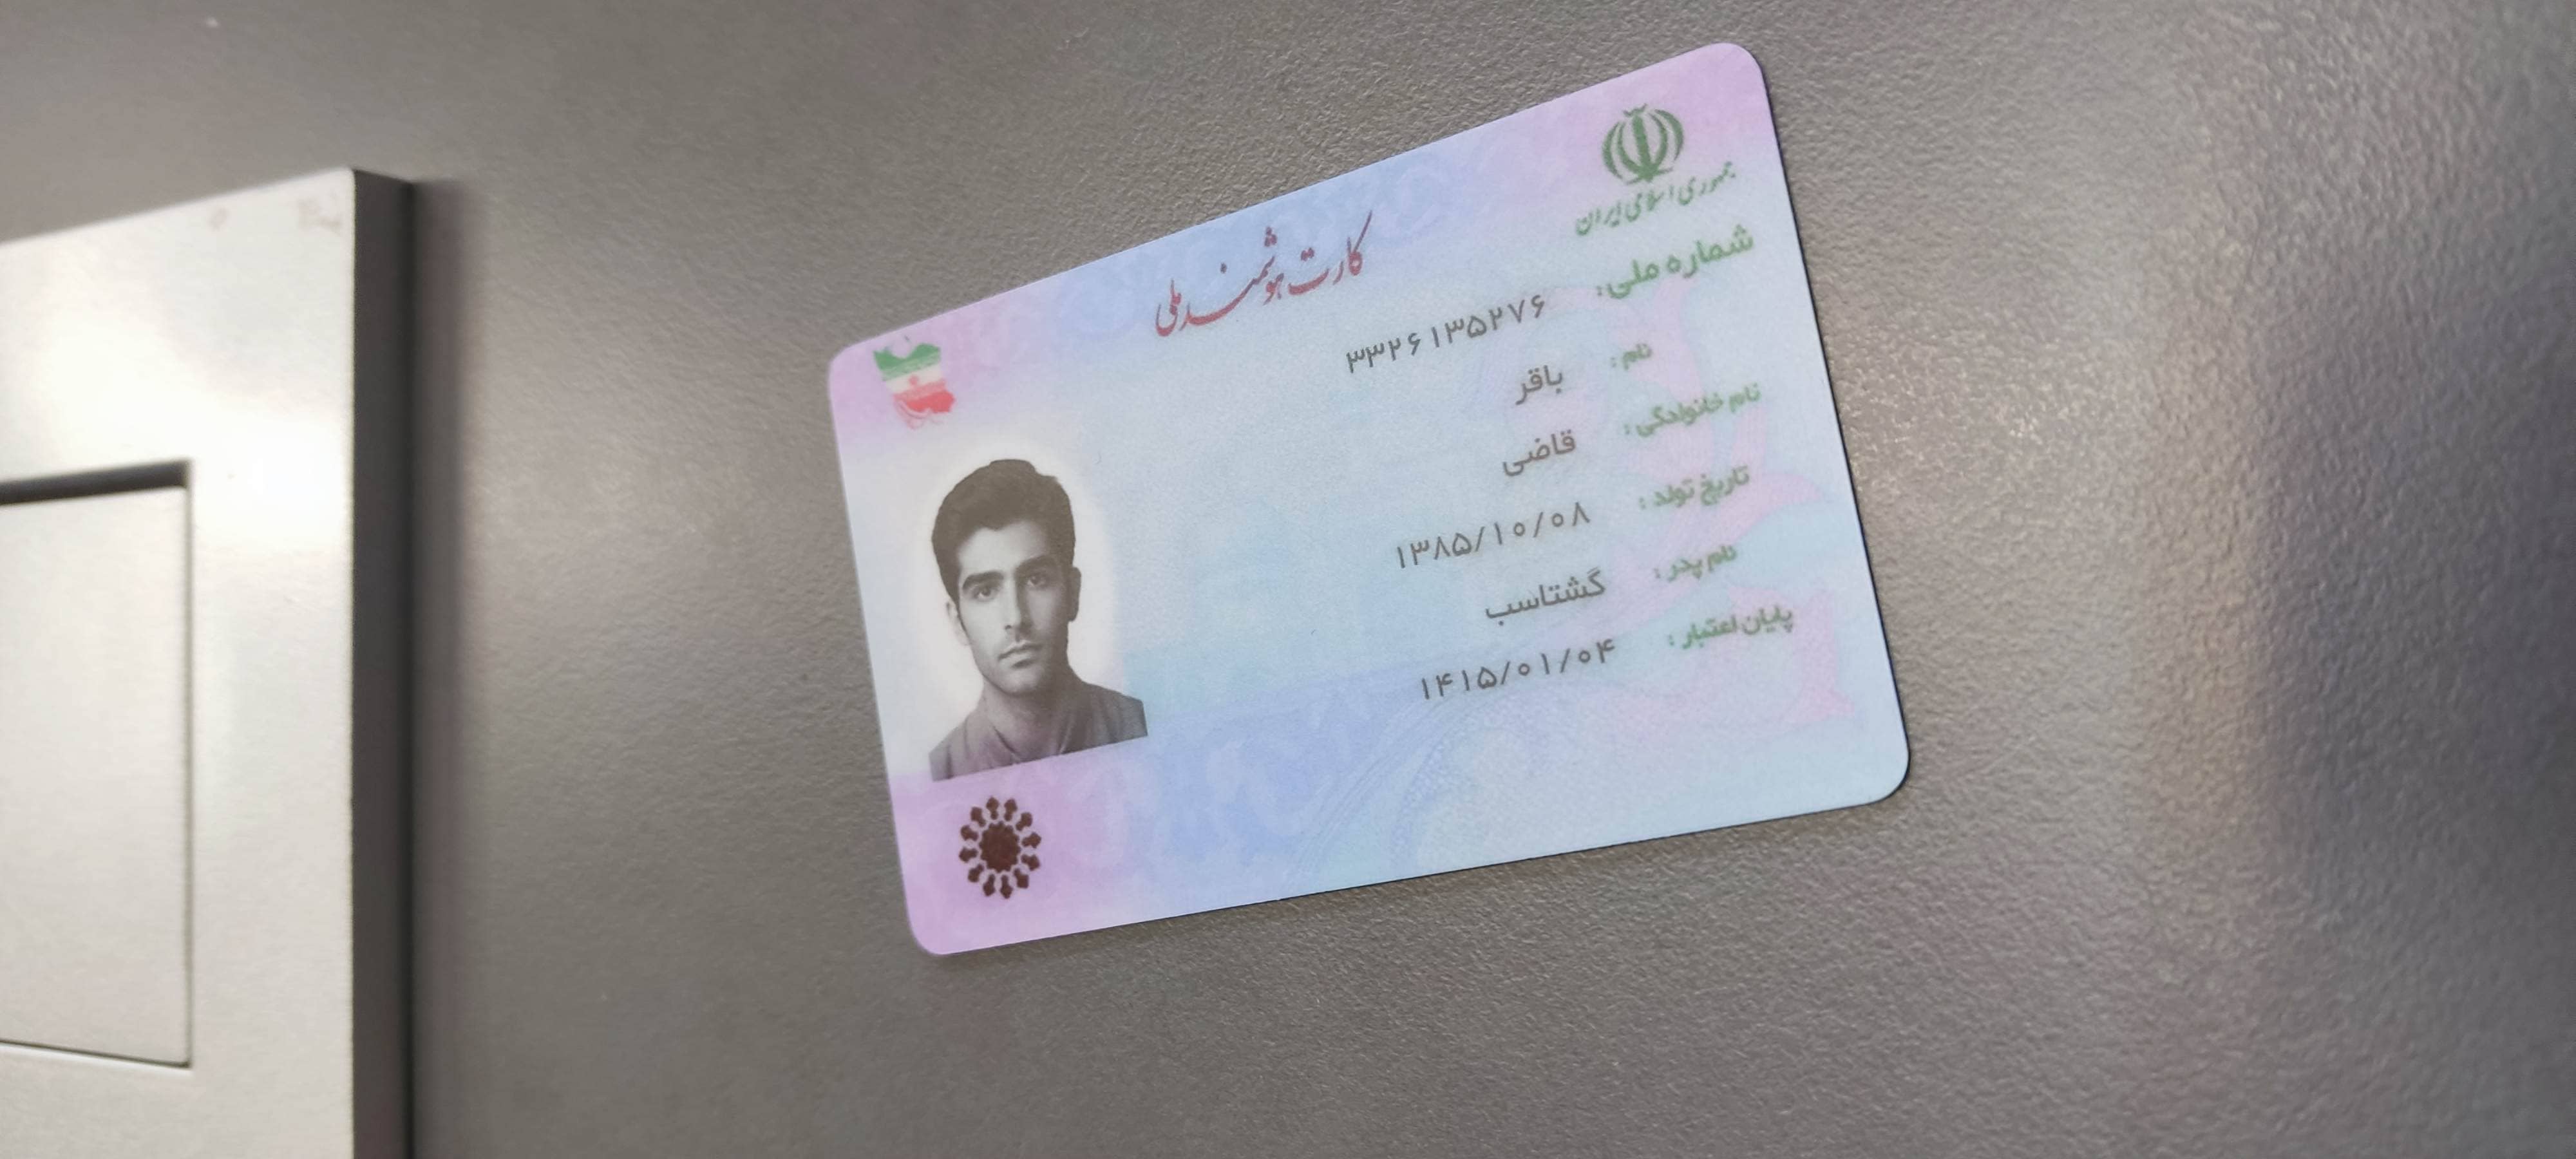 جمهوری اسلامی ایران
کارت هوشمند ملی
شماره ملی: ۳۳۲۶۱۳۵۲۷۶
نام : باقر
نام خانوادگی : قاضی
تاریخ تولد : ۱۳۸۵/۱۰/۰۸
نام پدر : گشتاسب
پایان اعتبار : ۱۴۱۵/۰۱/۰۴